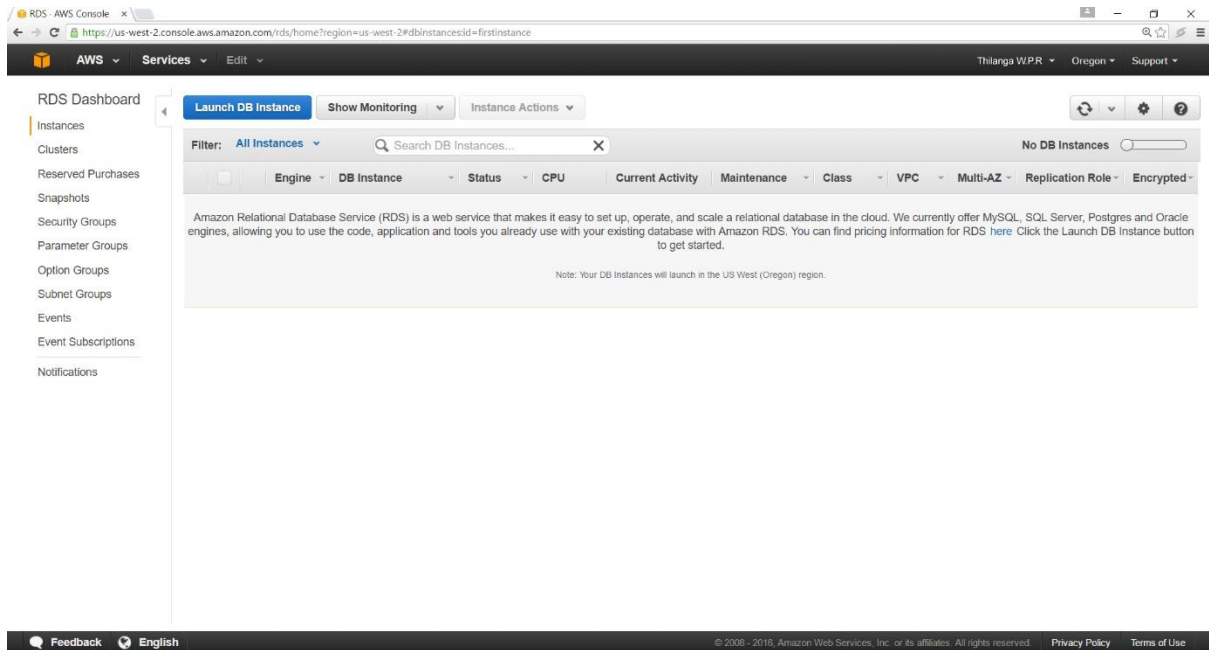 RDS · AWS Console
https://us-west-2.console.aws.amazon.com/rds/home?region=us-west-2#dbinstances:id=firstinstance
AWS Services Edit Thilanga W.P.R Oregon Support
RDS Dashboard
Instances
Clusters
Reserved Purchases
Snapshots
Security Groups
Parameter Groups
Option Groups
Subnet Groups
Events
Event Subscriptions
Notifications
Launch DB Instance Show Monitoring Instance Actions
Filter: All Instances Search DB Instances... X No DB Instances
Engine DB Instance Status CPU Current Activity Maintenance Class VPC Multi-AZ Replication Role Encrypted
Amazon Relational Database Service (RDS) is a web service that makes it easy to set up, operate, and scale a relational database in the cloud. We currently offer MySQL, SQL Server, Postgres and Oracle
engines, allowing you to use the code, application and tools you already use with your existing database with Amazon RDS. You can find pricing information for RDS here Click the Launch DB Instance button
to get started.
Note: Your DB Instances will launch in the US West (Oregon) region.
Feedback English © 2008 - 2016, Amazon Web Services, Inc. or its affiliates. All rights reserved. Privacy Policy Terms of Use